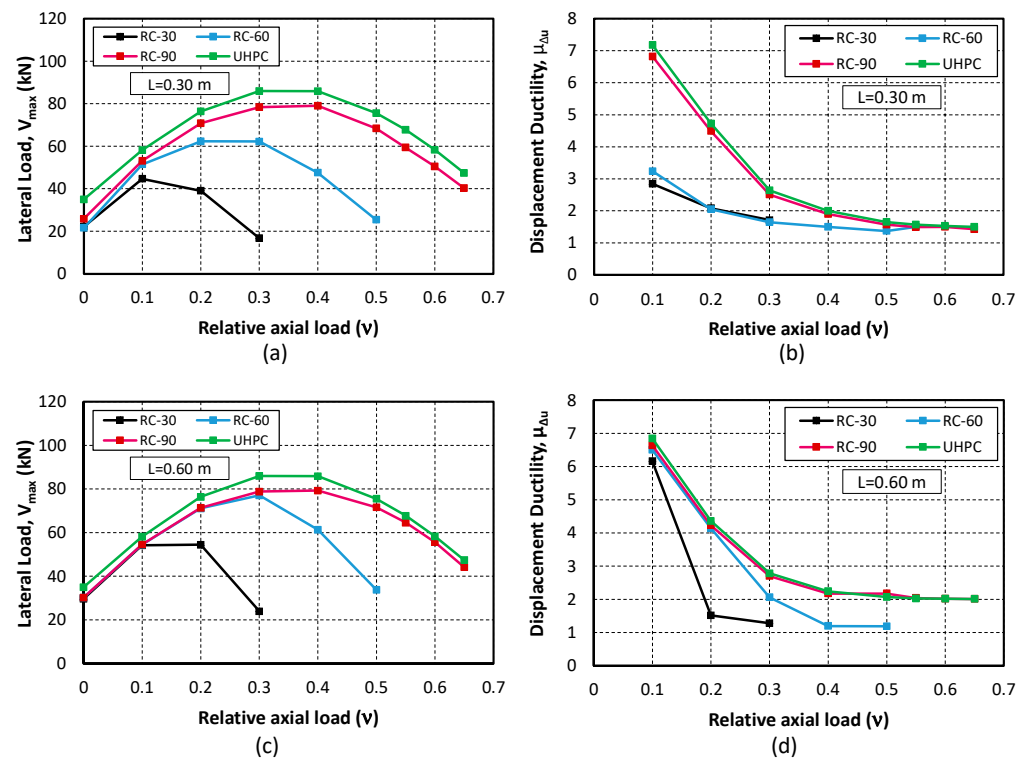 Lateral Load, Vmax (kN)
120
100
80
60
40
20
0
RC-30 RC-60
RC-90 UHPC
L=0.30 m
0 0.1 0.2 0.3 0.4 0.5 0.6 0.7
Relative axial load (ν)
(a)
Displacement Ductility, μΔu
8
7
6
5
4
3
2
1
0
RC-30 RC-60
RC-90 UHPC
L=0.30 m
0 0.1 0.2 0.3 0.4 0.5 0.6 0.7
Relative axial load (ν)
(b)
Lateral Load, Vmax (kN)
120
100
80
60
40
20
0
RC-30 RC-60
RC-90 UHPC
L=0.60 m
0 0.1 0.2 0.3 0.4 0.5 0.6 0.7
Relative axial load (ν)
(c)
Displacement Ductility, μΔu
8
7
6
5
4
3
2
1
0
RC-30 RC-60
RC-90 UHPC
L=0.60 m
0 0.1 0.2 0.3 0.4 0.5 0.6 0.7
Relative axial load (ν)
(d)